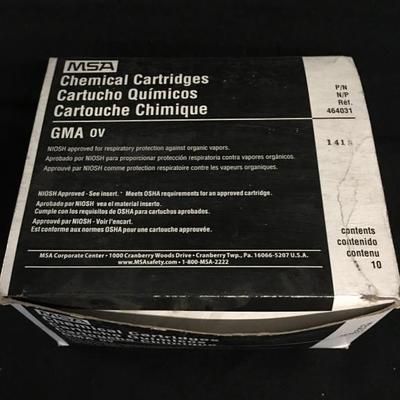 MSA
Chemical Cartridges
Cartucho Químicos
Cartouche Chimique
GMA OV
NIOSH approved for respiratory protection against organic vapors.
Aprobado por NIOSH para proporcionar protección respiratoria contra vapores orgánicos.
Approuvé par NIOSH comme protection respiratoire contre les vapeurs organiques.
NIOSH Approved - See insert. Meets OSHA requirements for an approved cartridge.
Aprobado por NIOSH vea el material inserto.
Cumple con los requisitos de OSHA para cartuchos aprobados.
Approuvé par NIOSH - Voir l'encart.
Est conforme aux normes OSHA pour une cartouche approuvée.
MSA Corporate Center • 1000 Cranberry Woods Drive • Cranberry Twp., Pa. 16066-5207 U.S.A.
www.MSAsafety.com • 1-800-MSA-2222
P/N
N/P
Réf.
464031
contents
contenido
contenu
10
MSA
Chemical Cartridges